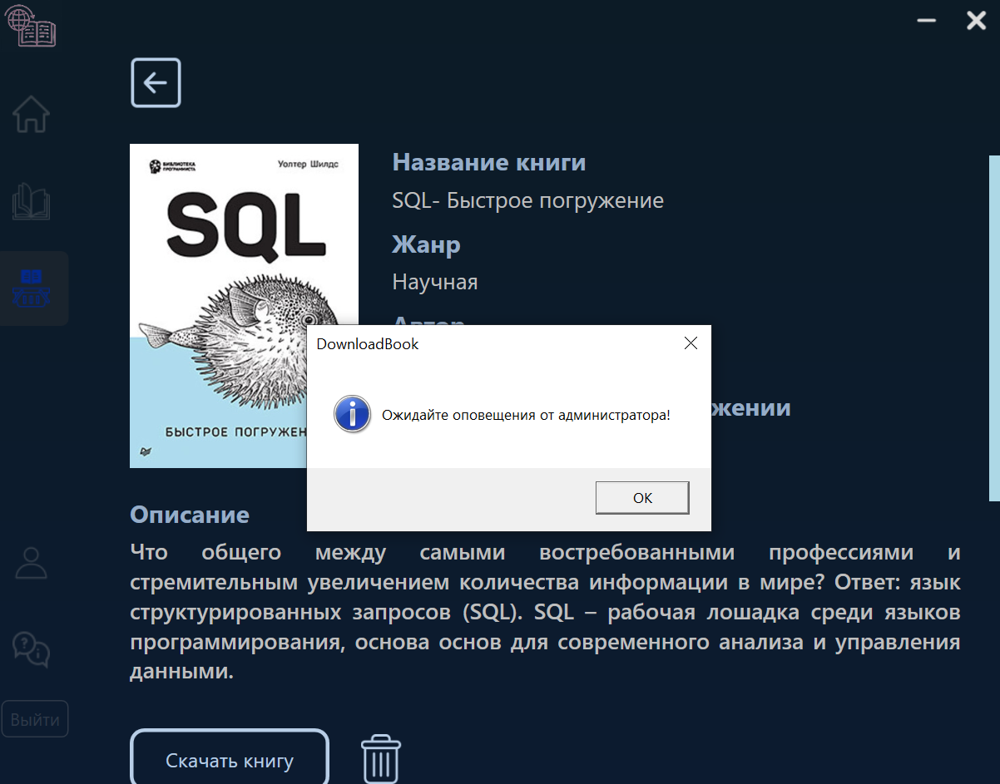 Название книги
SQL- Быстрое погружение
Жанр
Научная
Автор
жении
БИБЛИОТЕКА
ПРОГРАММИСТА
Уолтер Шилдс
SQL
БЫСТРОЕ ПОГРУЖЕН
DownloadBook
Ожидайте оповещения от администратора!
OK
Описание
Что общего между самыми востребованными профессиями и
стремительным увеличением количества информации в мире? Ответ: язык
структурированных запросов (SQL). SQL – рабочая лошадка среди языков
программирования, основа основ для современного анализа и управления
данными.
Выйти
Скачать книгу